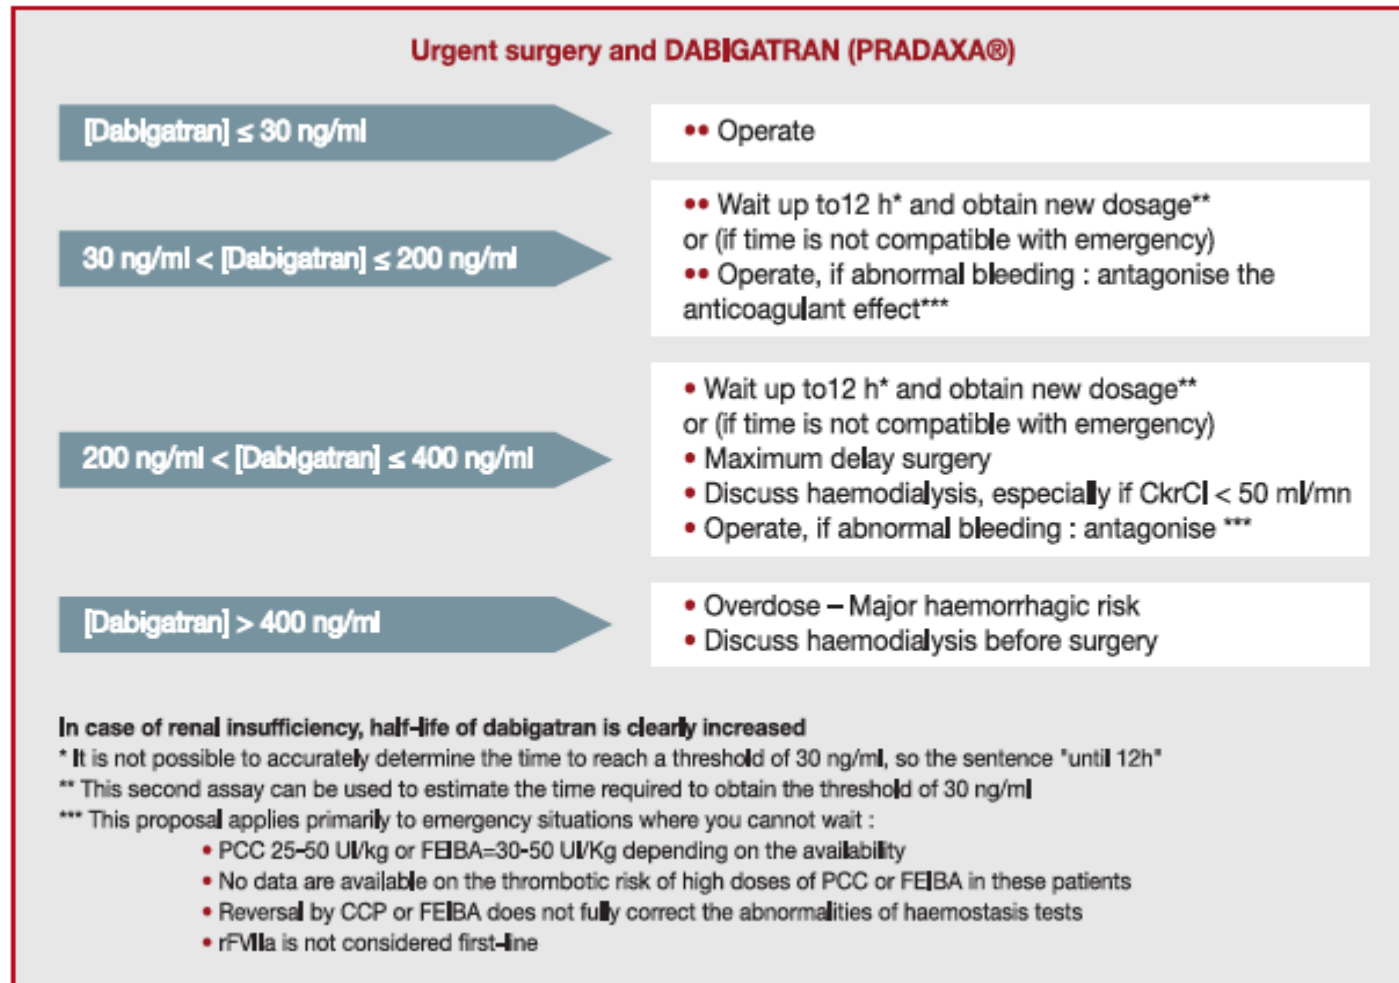 Urgent surgery and DABIGATRAN (PRADAXA®)
[Dabigatran] ≤ 30 ng/ml
•• Operate
30 ng/ml < [Dabigatran] ≤ 200 ng/ml
•• Wait up to12 h* and obtain new dosage**
or (if time is not compatible with emergency)
•• Operate, if abnormal bleeding : antagonise the
anticoagulant effect***
200 ng/ml < [Dabigatran] ≤ 400 ng/ml
• Wait up to12 h* and obtain new dosage**
or (if time is not compatible with emergency)
• Maximum delay surgery
• Discuss haemodialysis, especially if CkrCl < 50 ml/mn
• Operate, if abnormal bleeding : antagonise ***
[Dabigatran] > 400 ng/ml
• Overdose – Major haemorrhagic risk
• Discuss haemodialysis before surgery
In case of renal insufficiency, half-life of dabigatran is clearly increased
* It is not possible to accurately determine the time to reach a threshold of 30 ng/ml, so the sentence "until 12h"
** This second assay can be used to estimate the time required to obtain the threshold of 30 ng/ml
*** This proposal applies primarily to emergency situations where you cannot wait :
• PCC 25-50 UI/kg or FEIBA=30-50 UI/Kg depending on the availability
• No data are available on the thrombotic risk of high doses of PCC or FEIBA in these patients
• Reversal by CCP or FEIBA does not fully correct the abnormalities of haemostasis tests
• rFVIIa is not considered first-line